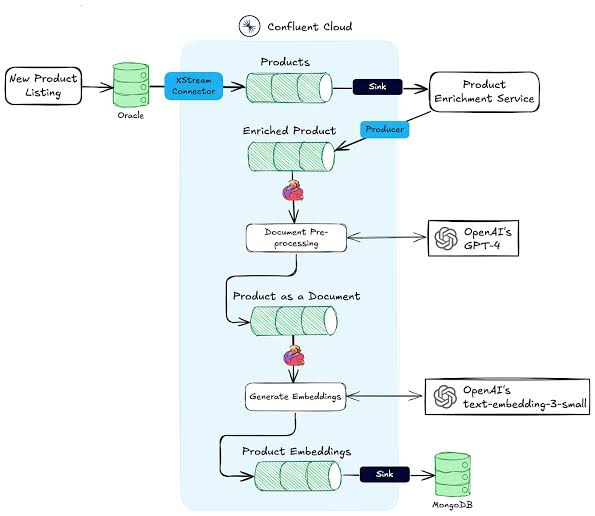 Confluent Cloud
Products
New Product
Listing
XStream
Connector
Sink
Product
Enrichment Service
Oracle
Producer
Enriched Product
Document Pre-
processing
OpenAI's
GPT-4
Product as a Document
Generate Embeddings
OpenAI's
text-embedding-3-small
Product Embeddings
Sink
MongoDB